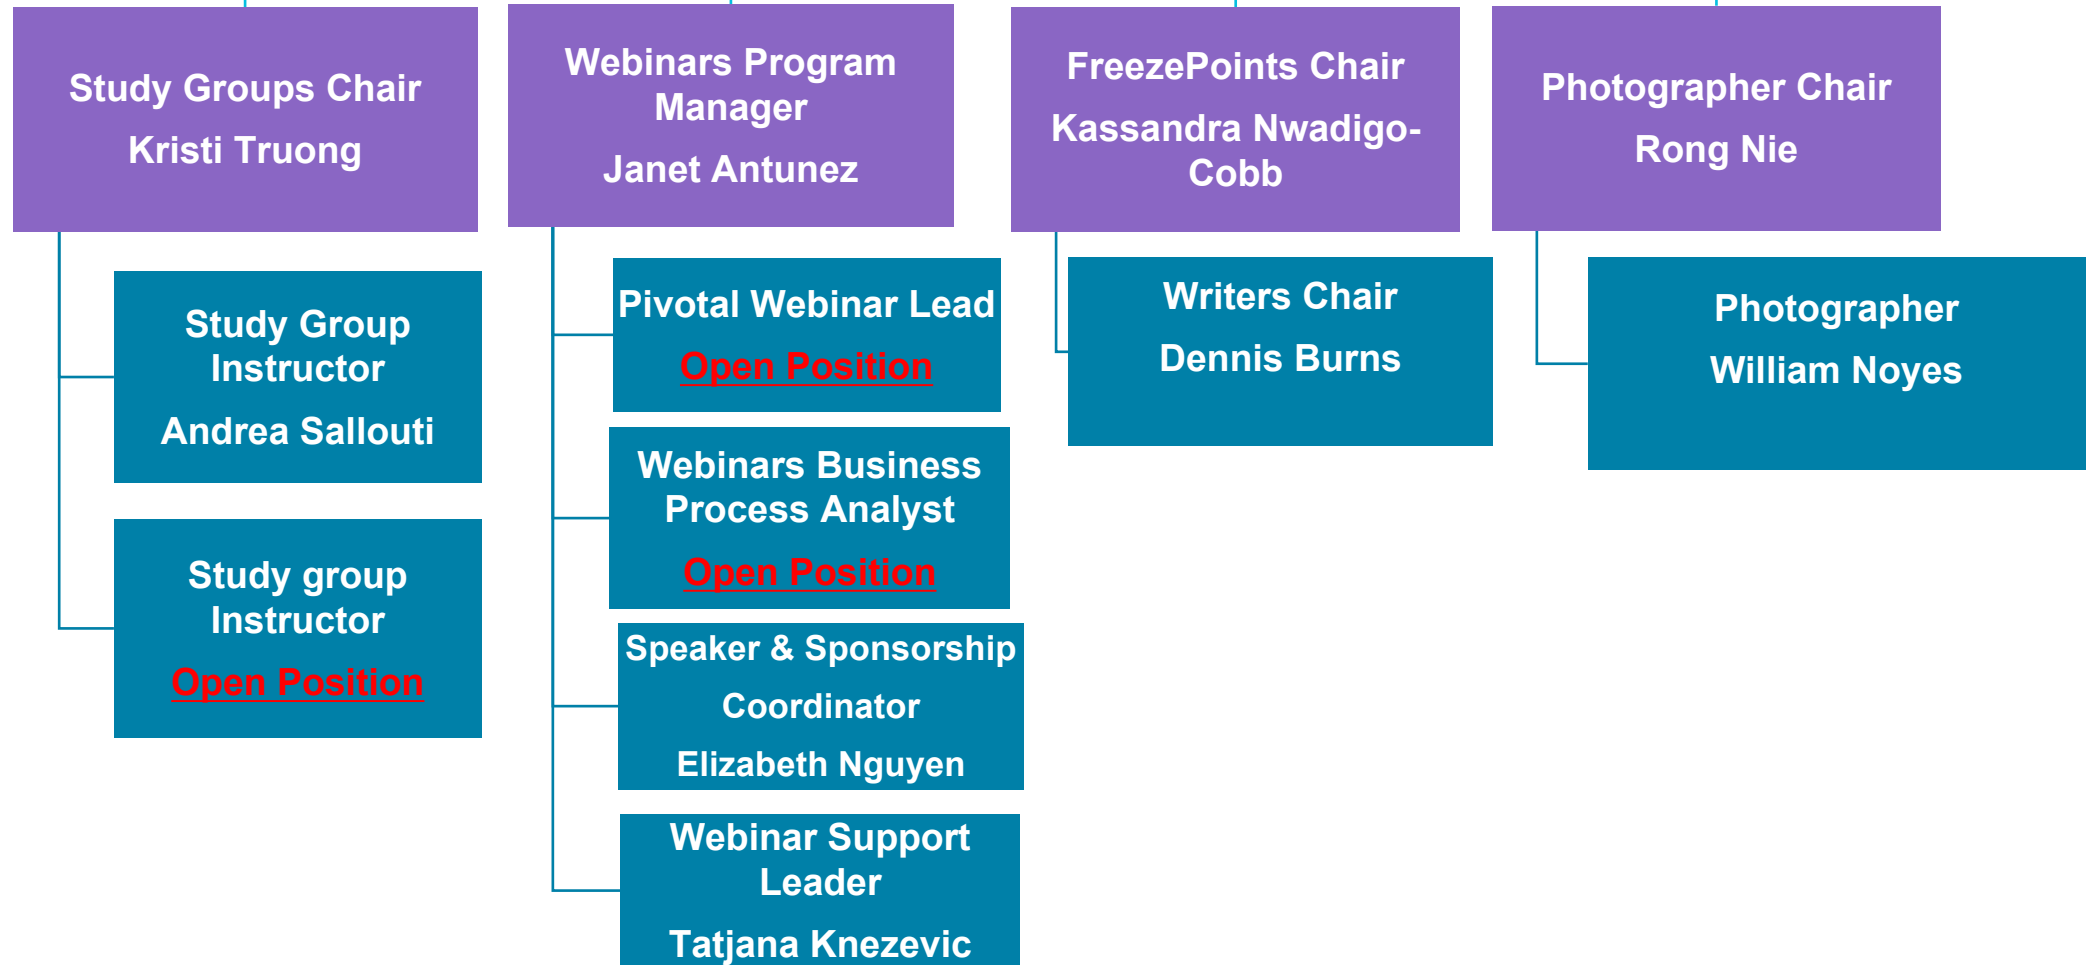 Study Groups Chair
Kristi Truong
Study Group
Instructor
Andrea Sallouti
Study group
Instructor
Open Position
Webinars Program
Manager
Janet Antunez
Pivotal Webinar Lead
Open Position
Webinars Business
Process Analyst
Open Position
Speaker & Sponsorship
Coordinator
Elizabeth Nguyen
Webinar Support
Leader
Tatjana Knezevic
FreezePoints Chair
Kassandra Nwadigo-
Cobb
Writers Chair
Dennis Burns
Photographer Chair
Rong Nie
Photographer
William Noyes